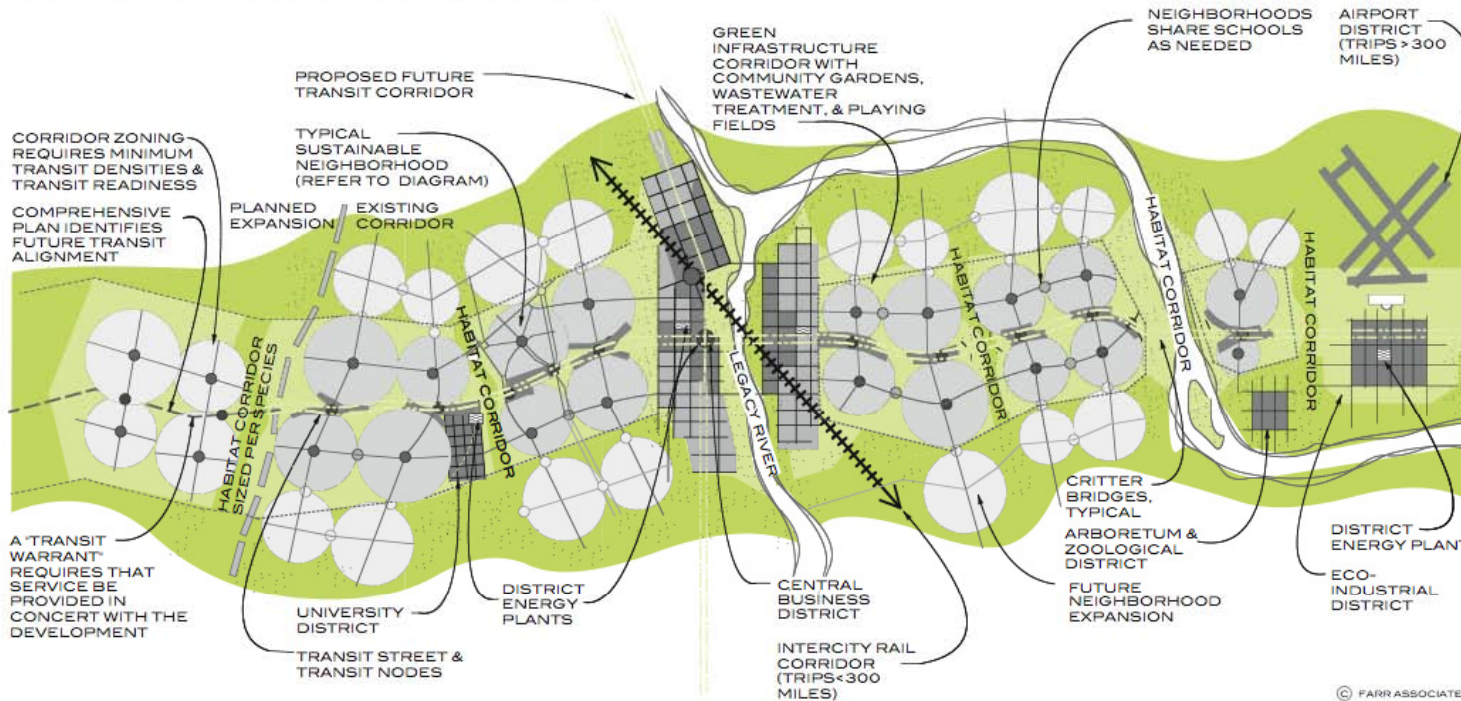 NEIGHBORHOODS
SHARE SCHOOLS
AS NEEDED
AIRPORT
DISTRICT
(TRIPS >300
MILES)
GREEN
INFRASTRUCTURE
CORRIDOR WITH
COMMUNITY GARDENS,
WASTEWATER
TREATMENT, & PLAYING
FIELDS
PROPOSED FUTURE
TRANSIT CORRIDOR
TYPICAL
SUSTAINABLE
NEIGHBORHOOD
(REFER TO DIAGRAM)
CORRIDOR ZONING
REQUIRES MINIMUM
TRANSIT DENSITIES &
TRANSIT READINESS
COMPREHENSIVE
PLAN IDENTIFIES
FUTURE TRANSIT
ALIGNMENT
PLANNED
EXPANSION
EXISTING
CORRIDOR
HABITAT CORRIDOR
SIZED PER SPECIES
HABITAT CORRIDOR
LEGACY RIVER
HABITAT CORRIDOR
HABITAT CORRIDOR
HABITAT CORRIDOR
A "TRANSIT
WARRANT"
REQUIRES THAT
SERVICE BE
PROVIDED IN
CONCERT WITH THE
DEVELOPMENT
UNIVERSITY
DISTRICT
TRANSIT STREET &
TRANSIT NODES
DISTRICT
ENERGY
PLANTS
CENTRAL
BUSINESS
DISTRICT
INTERCITY RAIL
CORRIDOR
(TRIPS<300
MILES)
CRITTER
BRIDGES,
TYPICAL
ARBORETUM &
ZOOLOGICAL
DISTRICT
FUTURE
NEIGHBORHOOD
EXPANSION
DISTRICT
ENERGY PLANT
ECO-
INDUSTRIAL
DISTRICT
© FARR ASSOCIATE